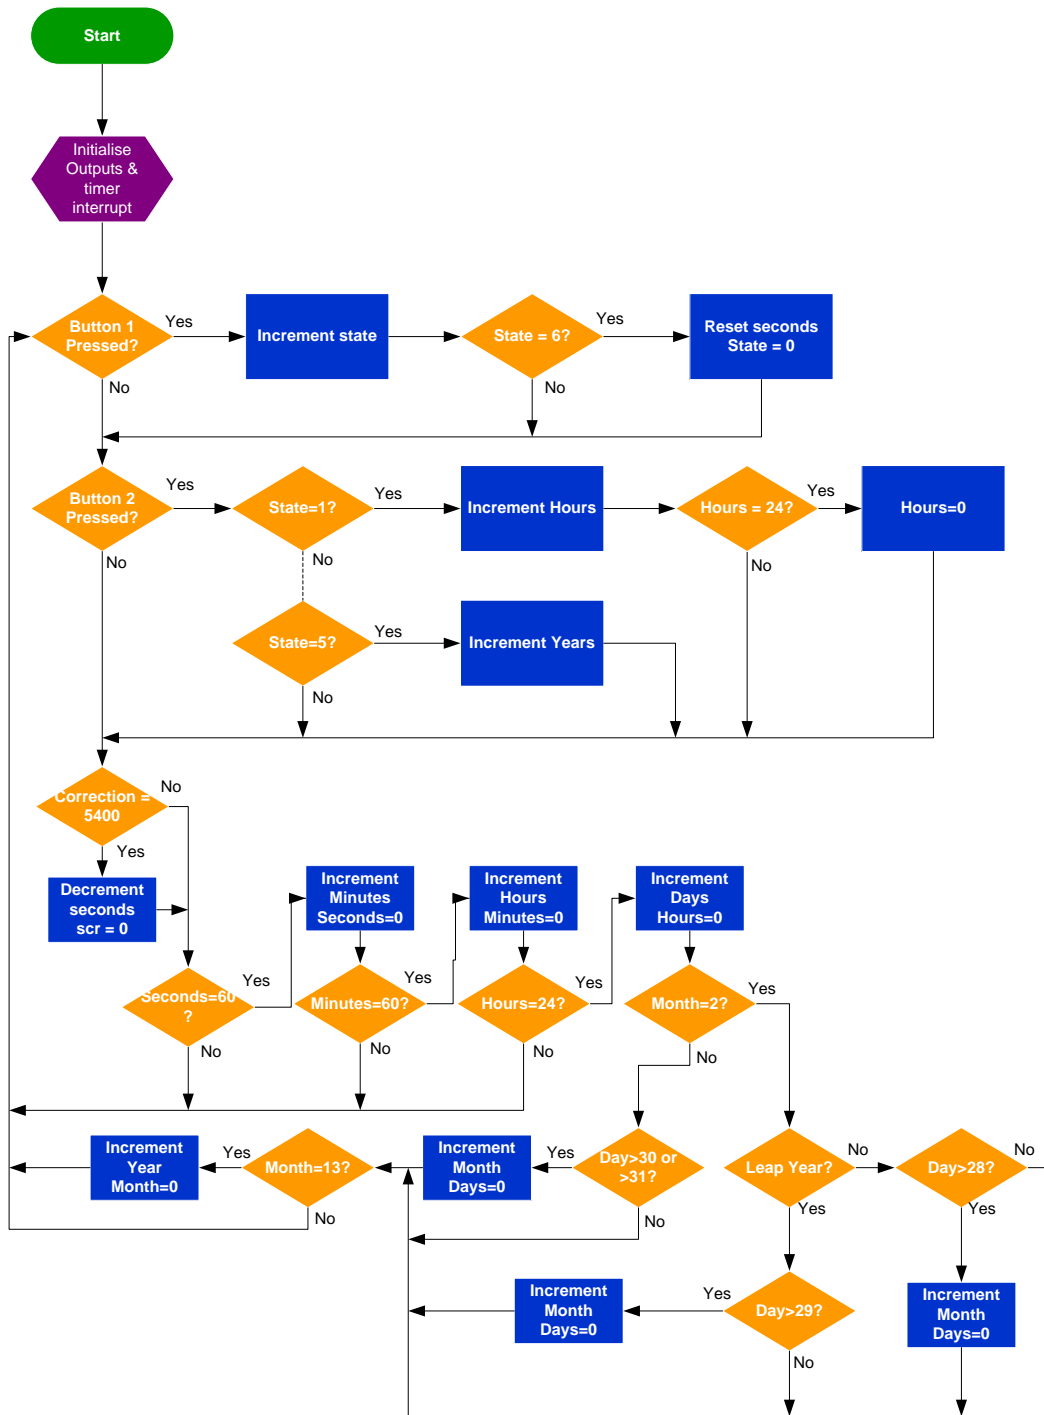 Start
Initialise
Outputs &
timer
interrupt
Button 1
Pressed?
Yes
No
Increment state
State = 6?
Yes
No
Reset seconds
State = 0
Button 2
Pressed?
Yes
No
State=1?
Yes
No
Increment Hours
Hours = 24?
Yes
No
Hours=0
State=5?
Yes
No
Increment Years
Correction =
5400
No
Yes
Decrement
seconds
scr = 0
Seconds=60
?
Yes
No
Increment
Minutes
Seconds=0
Minutes=60?
Yes
No
Increment
Hours
Minutes=0
Hours=24?
Yes
No
Increment
Days
Hours=0
Month=2?
Yes
No
Increment
Year
Month=0
Yes
Month=13?
No
Increment
Month
Days=0
Yes
Day>30 or
>31?
No
Leap Year?
No
Yes
Day>28?
No
Yes
Increment
Month
Days=0
Yes
Day>29?
No
Increment
Month
Days=0